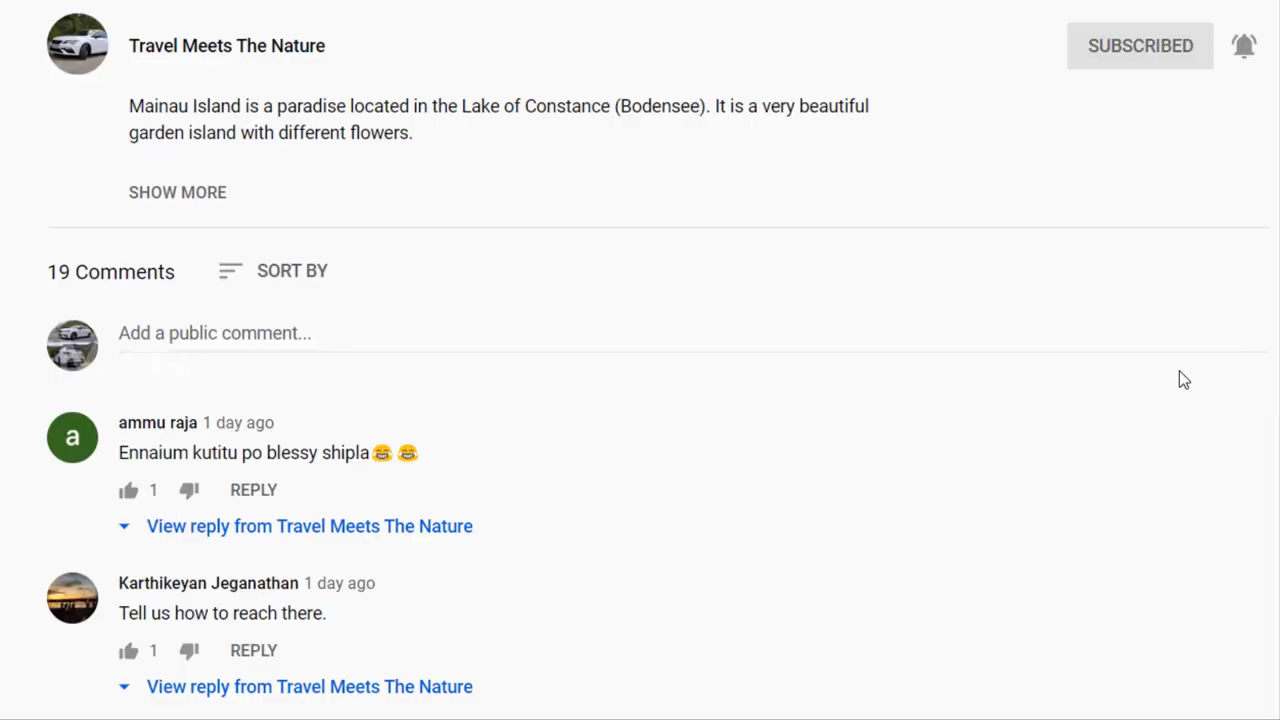 Travel Meets The Nature
SUBSCRIBED
Mainau Island is a paradise located in the Lake of Constance (Bodensee). It is a very beautiful
garden island with different flowers.
SHOW MORE
19 Comments
SORT BY
Add a public comment...
a
ammu raja 1 day ago
Ennaium kutitu po blessy shipla😂 😂
1
REPLY
View reply from Travel Meets The Nature
Karthikeyan Jeganathan 1 day ago
Tell us how to reach there.
1
REPLY
View reply from Travel Meets The Nature